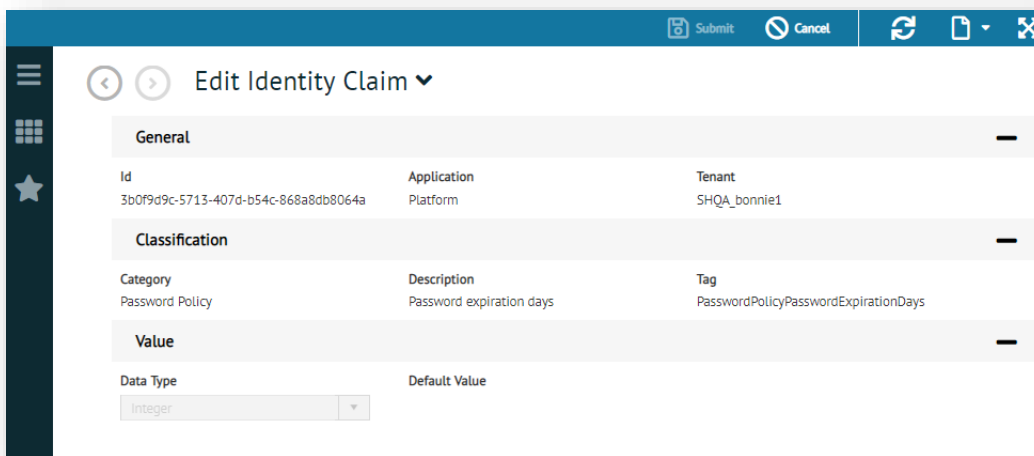 Submit Cancel
Edit Identity Claim
General
Id Application Tenant
3b0f9d9c-5713-407d-b54c-868a8db8064a Platform SHQA_bonnie1
Classification
Category Description Tag
Password Policy Password expiration days PasswordPolicyPasswordExpirationDays
Value
Data Type Default Value
Integer